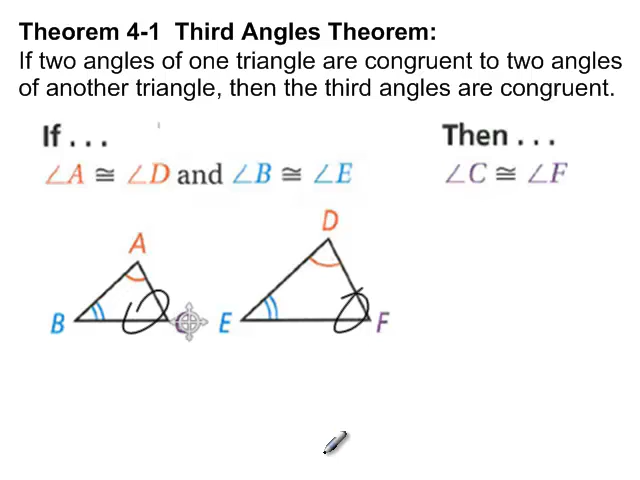 Theorem 4-1 Third Angles Theorem:
If two angles of one triangle are congruent to two angles
of another triangle, then the third angles are congruent.
If . . .
∠A ≅ ∠D and ∠B ≅ ∠E
Then . . .
∠C ≅ ∠F
A
B
D
E
F